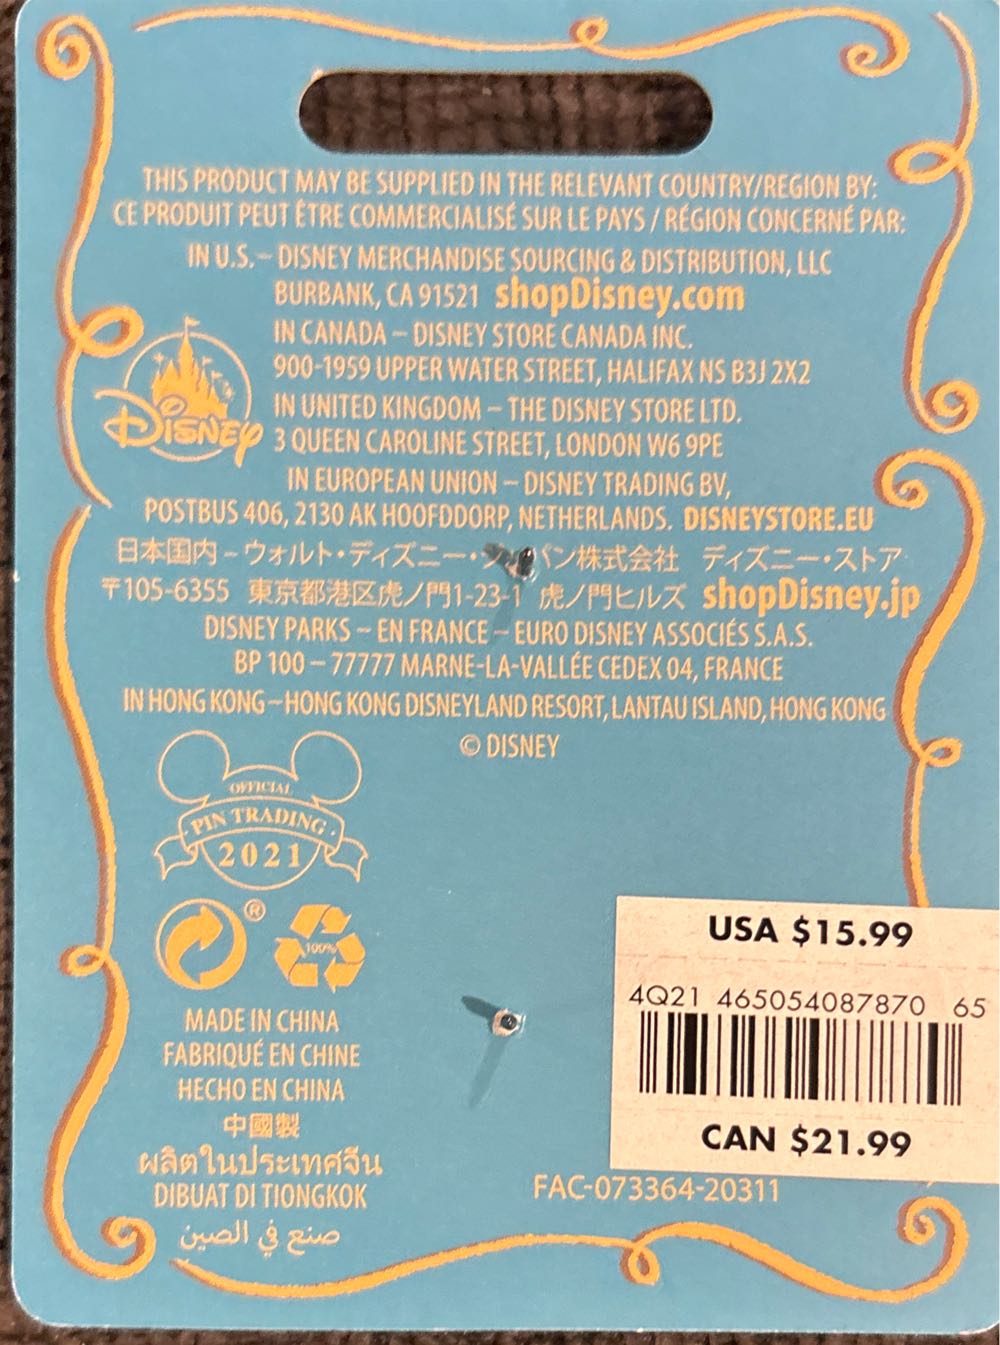 THIS PRODUCT MAY BE SUPPLIED IN THE RELEVANT COUNTRY/REGION BY:
CE PRODUIT PEUT ÊTRE COMMERCIALISÉ SUR LE PAYS / RÉGION CONCERNÉ PAR:
IN U.S. – DISNEY MERCHANDISE SOURCING & DISTRIBUTION, LLC
BURBANK, CA 91521 shopDisney.com
IN CANADA – DISNEY STORE CANADA INC.
900-1959 UPPER WATER STREET, HALIFAX NS B3J 2X2
DISNEY
IN UNITED KINGDOM – THE DISNEY STORE LTD.
3 QUEEN CAROLINE STREET, LONDON W6 9PE
IN EUROPEAN UNION – DISNEY TRADING BV,
POSTBUS 406, 2130 AK HOOFDDORP, NETHERLANDS. DISNEYSTORE.EU
日本国内 – ウォルト・ディズニー・ジャパン株式会社 ディズニー・ストア
〒105-6355 東京都港区虎ノ門1-23-1 虎ノ門ヒルズ shopDisney.jp
DISNEY PARKS – EN FRANCE – EURO DISNEY ASSOCIÉS S.A.S.
BP 100 – 77777 MARNE-LA-VALLÉE CEDEX 04, FRANCE
IN HONG KONG – HONG KONG DISNEYLAND RESORT, LANTAU ISLAND, HONG KONG
© DISNEY
OFFICIAL
· PIN TRADING ·
2021
®
100%
MADE IN CHINA
FABRIQUÉ EN CHINE
HECHO EN CHINA
中國製
ผลิตในประเทศจีน
DIBUAT DI TIONGKOK
صنع في الصين
FAC-073364-20311
USA $15.99
4Q21 465054087870 65
CAN $21.99